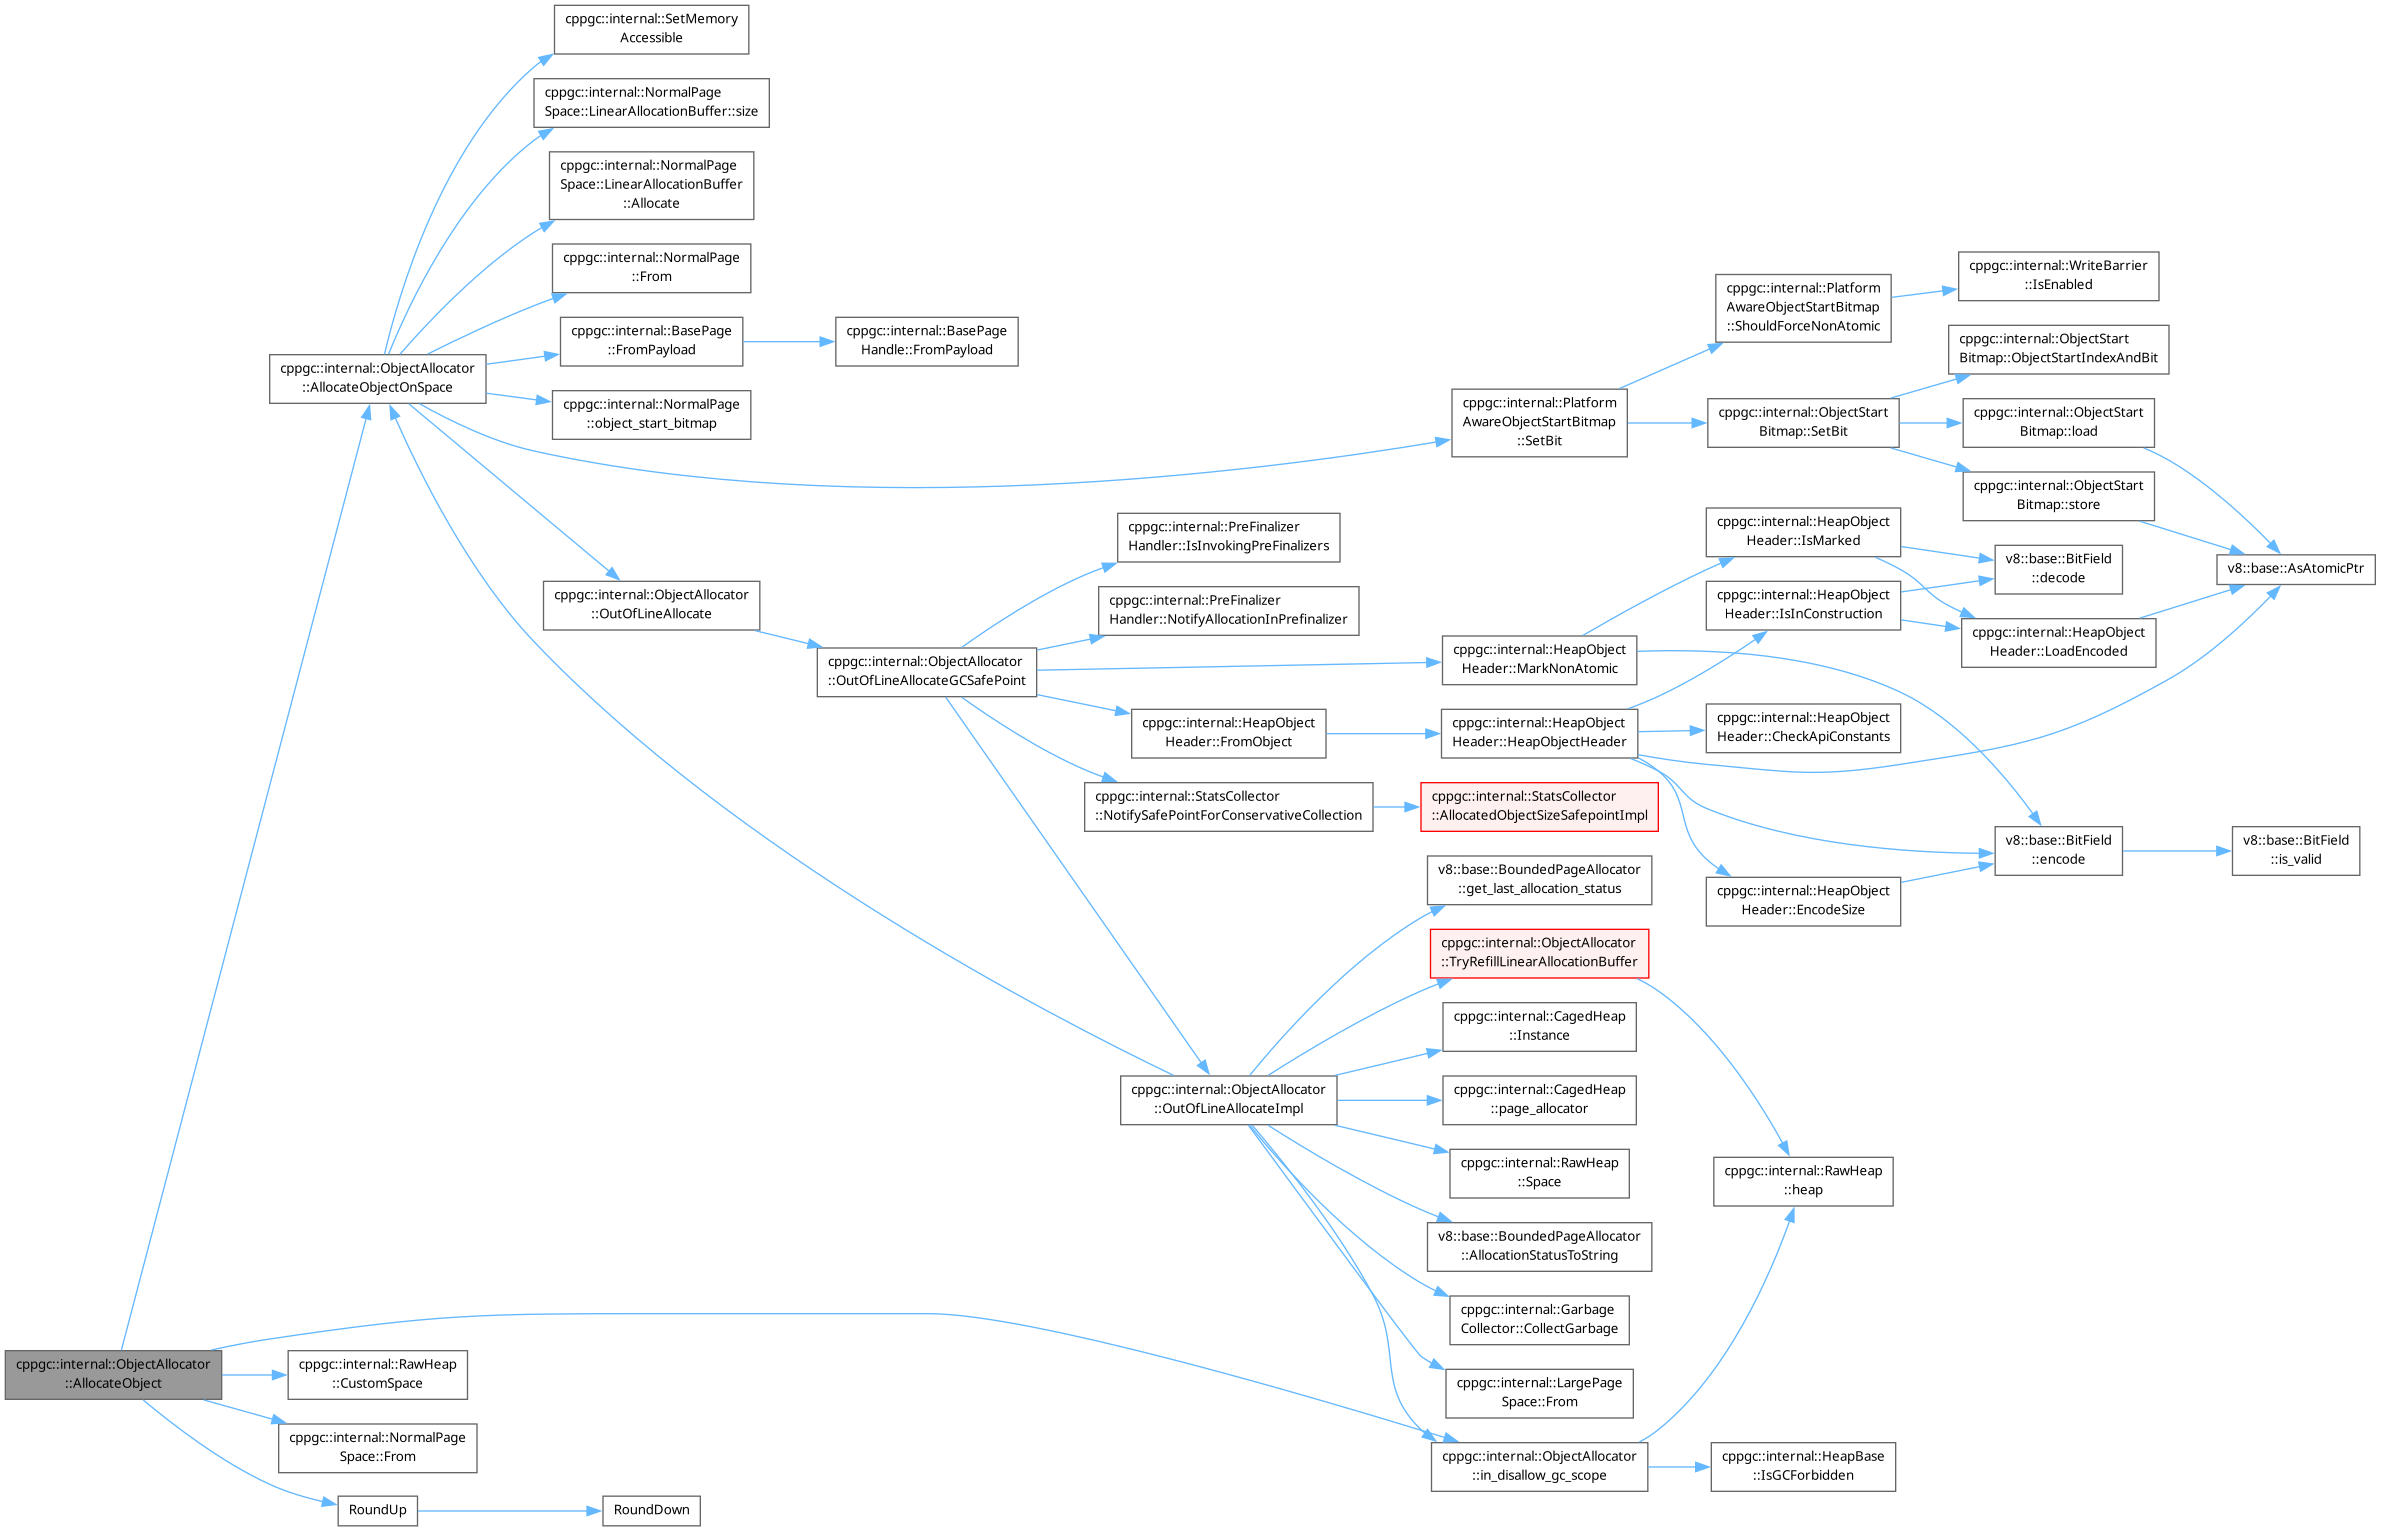 cppgc::internal::SetMemory
Accessible
cppgc::internal::NormalPage
Space::LinearAllocationBuffer::size
cppgc::internal::NormalPage
Space::LinearAllocationBuffer
::Allocate
cppgc::internal::NormalPage
::From
cppgc::internal::BasePage
::FromPayload
cppgc::internal::BasePage
Handle::FromPayload
cppgc::internal::ObjectAllocator
::AllocateObjectOnSpace
cppgc::internal::NormalPage
::object_start_bitmap
cppgc::internal::WriteBarrier
::IsEnabled
cppgc::internal::Platform
AwareObjectStartBitmap
::ShouldForceNonAtomic
cppgc::internal::ObjectStart
Bitmap::ObjectStartIndexAndBit
cppgc::internal::Platform
AwareObjectStartBitmap
::SetBit
cppgc::internal::ObjectStart
Bitmap::SetBit
cppgc::internal::ObjectStart
Bitmap::load
cppgc::internal::ObjectStart
Bitmap::store
cppgc::internal::PreFinalizer
Handler::IsInvokingPreFinalizers
cppgc::internal::HeapObject
Header::IsMarked
v8::base::BitField
::decode
v8::base::AsAtomicPtr
cppgc::internal::ObjectAllocator
::OutOfLineAllocate
cppgc::internal::PreFinalizer
Handler::NotifyAllocationInPrefinalizer
cppgc::internal::HeapObject
Header::IsInConstruction
cppgc::internal::HeapObject
Header::LoadEncoded
cppgc::internal::ObjectAllocator
::OutOfLineAllocateGCSafePoint
cppgc::internal::HeapObject
Header::MarkNonAtomic
cppgc::internal::HeapObject
Header::FromObject
cppgc::internal::HeapObject
Header::HeapObjectHeader
cppgc::internal::HeapObject
Header::CheckApiConstants
cppgc::internal::StatsCollector
::NotifySafePointForConservativeCollection
cppgc::internal::StatsCollector
::AllocatedObjectSizeSafepointImpl
v8::base::BitField
::encode
v8::base::BitField
::is_valid
v8::base::BoundedPageAllocator
::get_last_allocation_status
cppgc::internal::HeapObject
Header::EncodeSize
cppgc::internal::ObjectAllocator
::TryRefillLinearAllocationBuffer
cppgc::internal::CagedHeap
::Instance
cppgc::internal::ObjectAllocator
::OutOfLineAllocateImpl
cppgc::internal::CagedHeap
::page_allocator
cppgc::internal::RawHeap
::Space
cppgc::internal::RawHeap
::heap
v8::base::BoundedPageAllocator
::AllocationStatusToString
cppgc::internal::Garbage
Collector::CollectGarbage
cppgc::internal::ObjectAllocator
::AllocateObject
cppgc::internal::RawHeap
::CustomSpace
cppgc::internal::LargePage
Space::From
cppgc::internal::NormalPage
Space::From
cppgc::internal::ObjectAllocator
::in_disallow_gc_scope
cppgc::internal::HeapBase
::IsGCForbidden
RoundUp
RoundDown